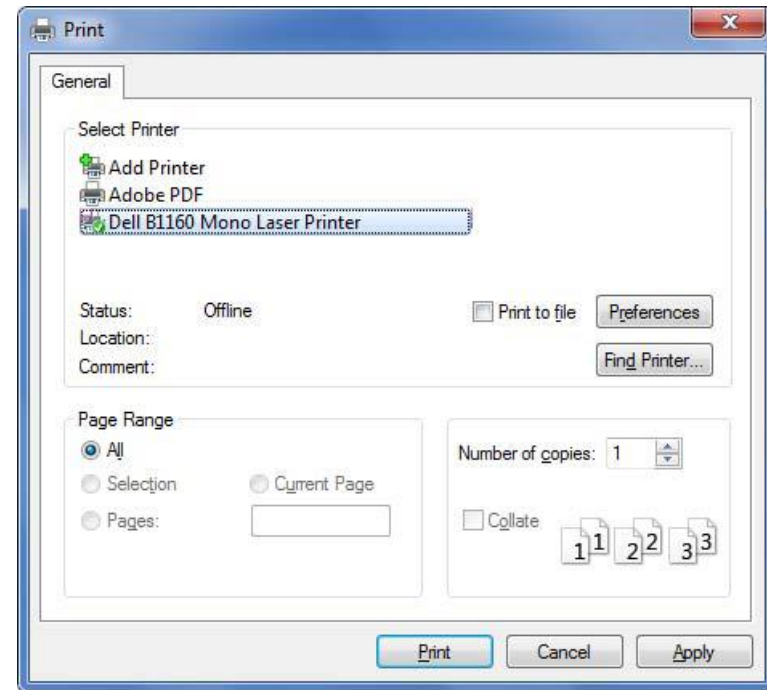 Print
General
Select Printer
Add Printer
Adobe PDF
Dell B1160 Mono Laser Printer
Status: Offline
Print to file
Preferences
Location:
Comment:
Find Printer...
Page Range
All
Selection
Current Page
Pages:
Number of copies: 1
Collate
1 1 2 2 3 3
Print
Cancel
Apply